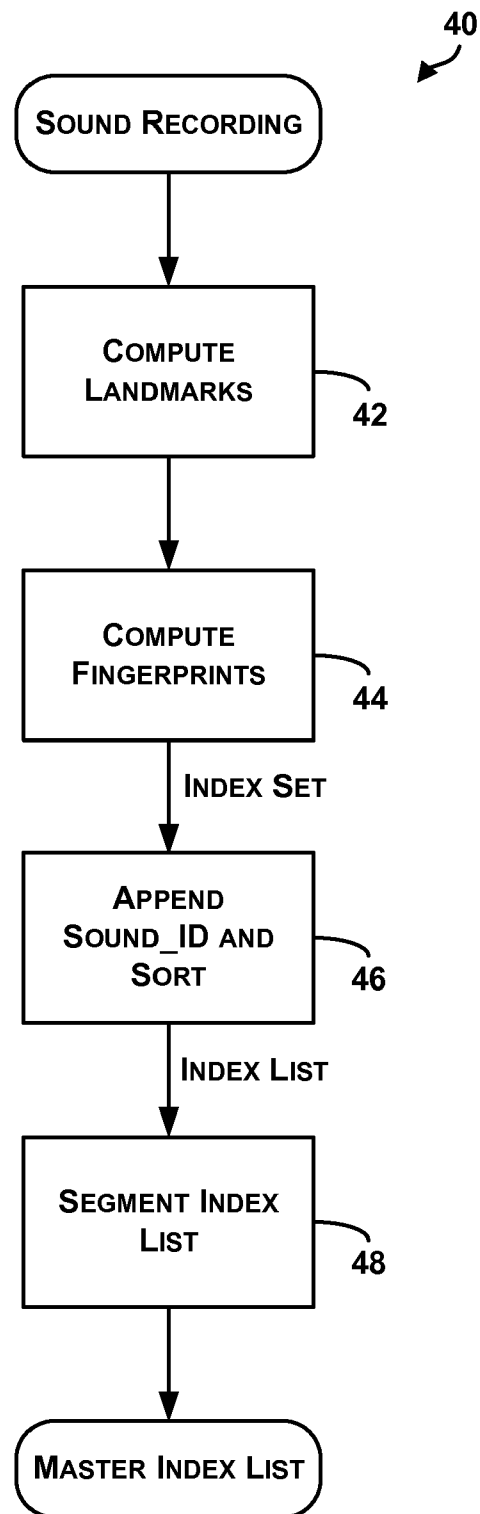 40
SOUND RECORDING
COMPUTE
LANDMARKS
42
COMPUTE
FINGERPRINTS
44
INDEX SET
APPEND
SOUND_ID AND
SORT
46
INDEX LIST
SEGMENT INDEX
LIST
48
MASTER INDEX LIST